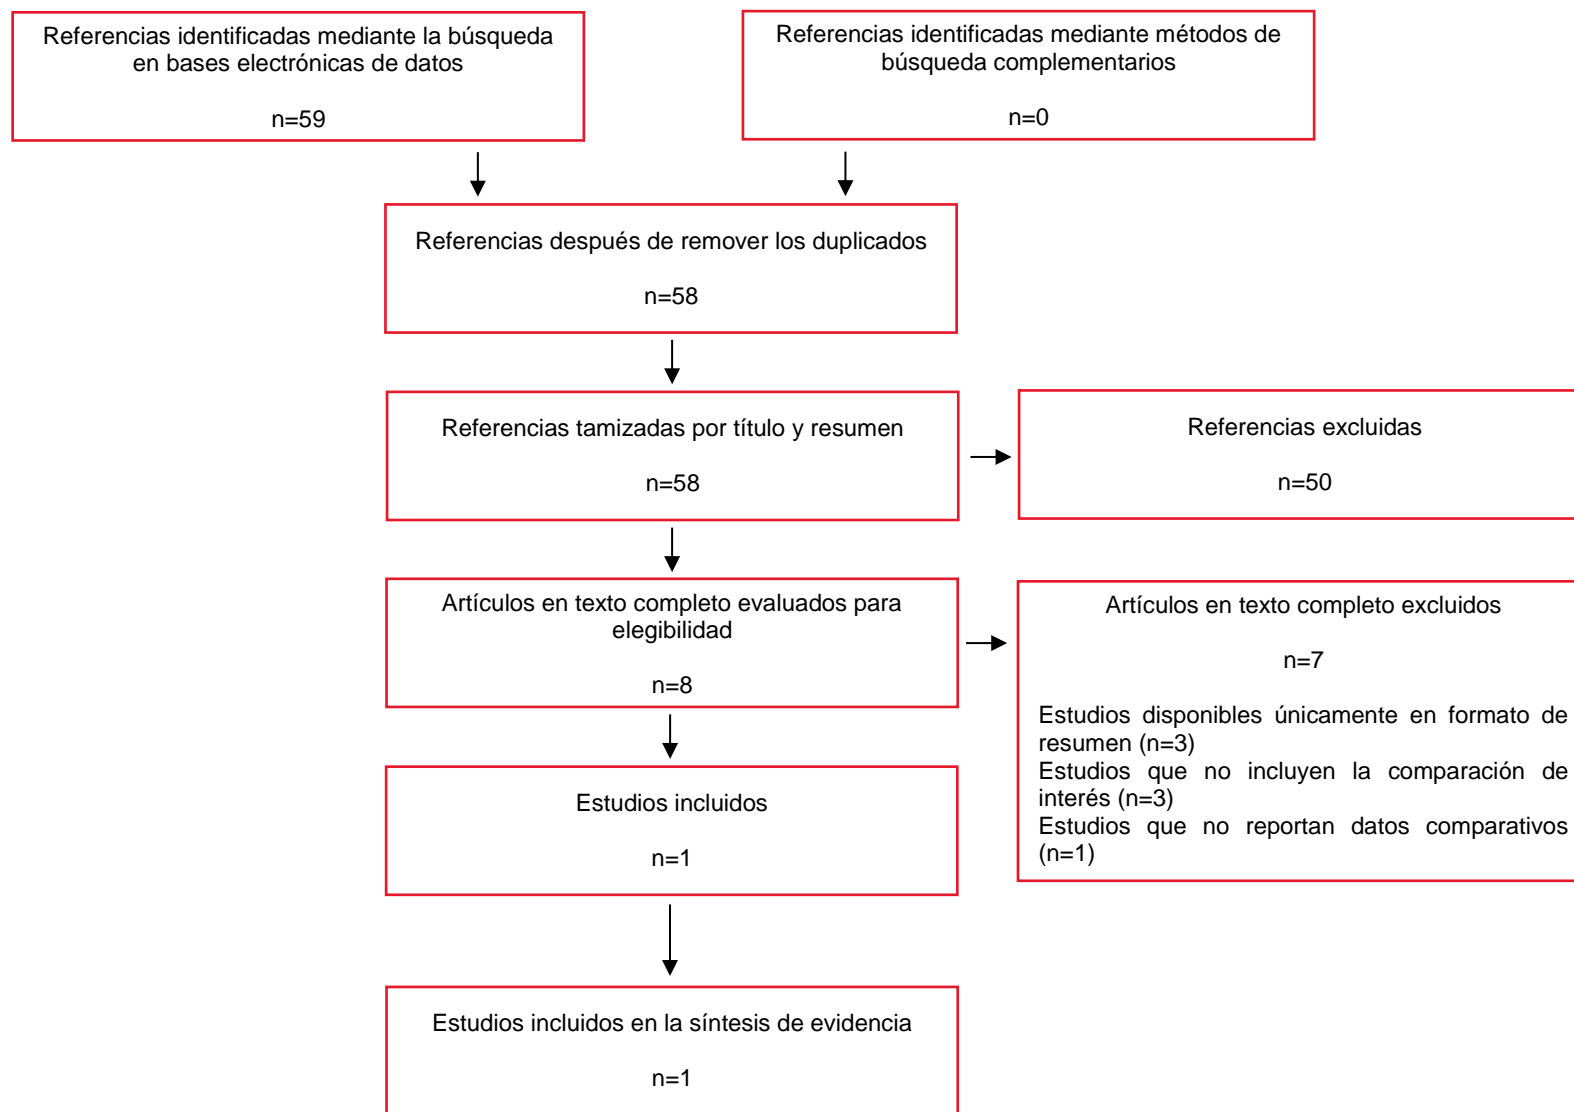 Referencias identificadas mediante la búsqueda
en bases electrónicas de datos
n=59
Referencias identificadas mediante métodos de
búsqueda complementarios
n=0
Referencias después de remover los duplicados
n=58
Referencias tamizadas por título y resumen
n=58
Referencias excluidas
n=50
Artículos en texto completo evaluados para
elegibilidad
n=8
Artículos en texto completo excluidos
n=7
Estudios disponibles únicamente en formato de
resumen (n=3)
Estudios que no incluyen la comparación de
interés (n=3)
Estudios que no reportan datos comparativos
(n=1)
Estudios incluidos
n=1
Estudios incluidos en la síntesis de evidencia
n=1